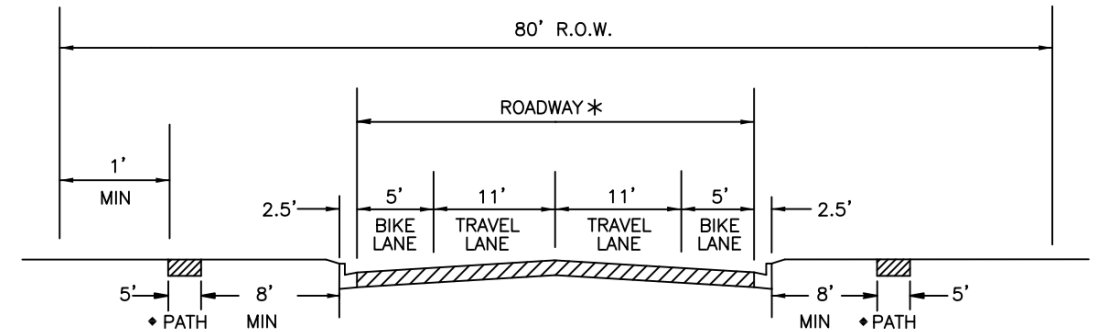 80' R.O.W.
ROADWAY*
1'
MIN
2.5'
5'
BIKE
LANE
11'
TRAVEL
LANE
11'
TRAVEL
LANE
5'
BIKE
LANE
2.5'
5'
◆ PATH
8'
MIN
8'
MIN
5'
◆ PATH